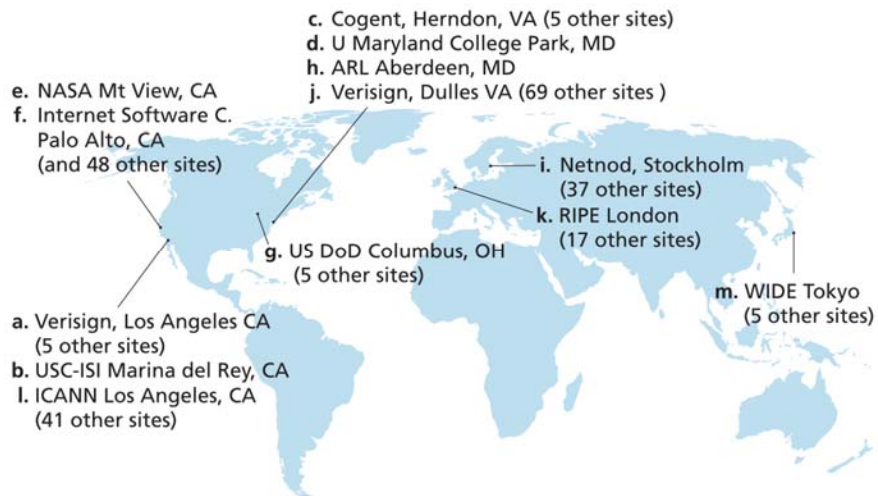 c. Cogent, Herndon, VA (5 other sites)
d. U Maryland College Park, MD
h. ARL Aberdeen, MD
j. Verisign, Dulles VA (69 other sites )
e. NASA Mt View, CA
f. Internet Software C.
Palo Alto, CA
(and 48 other sites)
i. Netnod, Stockholm
(37 other sites)
k. RIPE London
(17 other sites)
g. US DoD Columbus, OH
(5 other sites)
m. WIDE Tokyo
(5 other sites)
a. Verisign, Los Angeles CA
(5 other sites)
b. USC-ISI Marina del Rey, CA
l. ICANN Los Angeles, CA
(41 other sites)